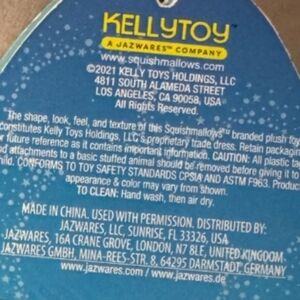 KELLYTOY
A JAZWARES™ COMPANY
www.squishmallows.com
©2021 KELLY TOYS HOLDINGS, LLC
4811 SOUTH ALAMEDA STREET
LOS ANGELES, CA 90058, USA
All Rights Reserved.
The shape, look, feel, and texture of this Squishmallows™ branded plush toy
constitutes Kelly Toys Holdings, LLC proprietary trade dress. Retain packaging
for future reference as it contains important information. CAUTION: All plastic
and attachments to a basic stuffed animal should be removed before giving it to
child. CONFORMS TO TOY SAFETY STANDARDS CPSIA AND ASTM F963. Product
appearance & color may vary from shown.
TO CLEAN: Hand wash, then air dry.
MADE IN CHINA. USED WITH PERMISSION. DISTRIBUTED BY:
JAZWARES, LLC, SUNRISE, FL 33326, USA
JAZWARES, 16A CRANE GROVE, LONDON, N7 8LE, UNITED KINGDOM
JAZWARES GMBH, MINA-REES-STR. 8, 64295 DARMSTADT, GERMANY
www.jazwares.com / www.jazwares.de